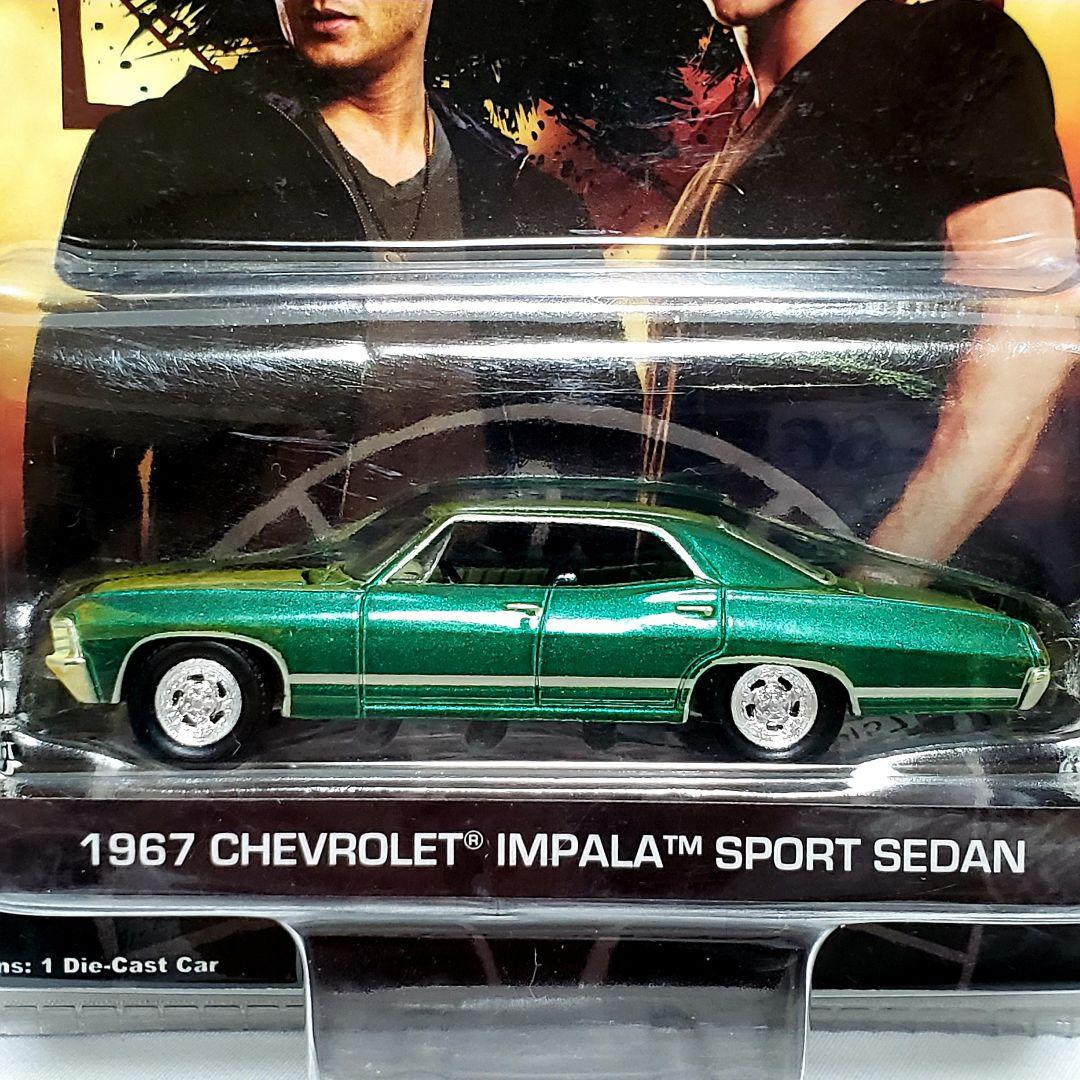 1967 CHEVROLET® IMPALA™ SPORT SEDAN
ns: 1 Die-Cast Car